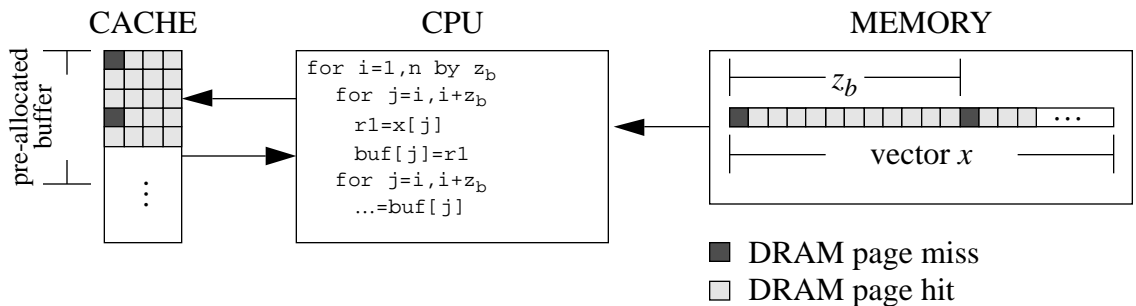 CACHE
CPU
MEMORY
pre-allocated
buffer
⋮
for i=1,n by z_b
for j=i,i+z_b
r1=x[j]
buf[j]=r1
for j=i,i+z_b
...=buf[j]
z_b
...
vector x
DRAM page miss
DRAM page hit